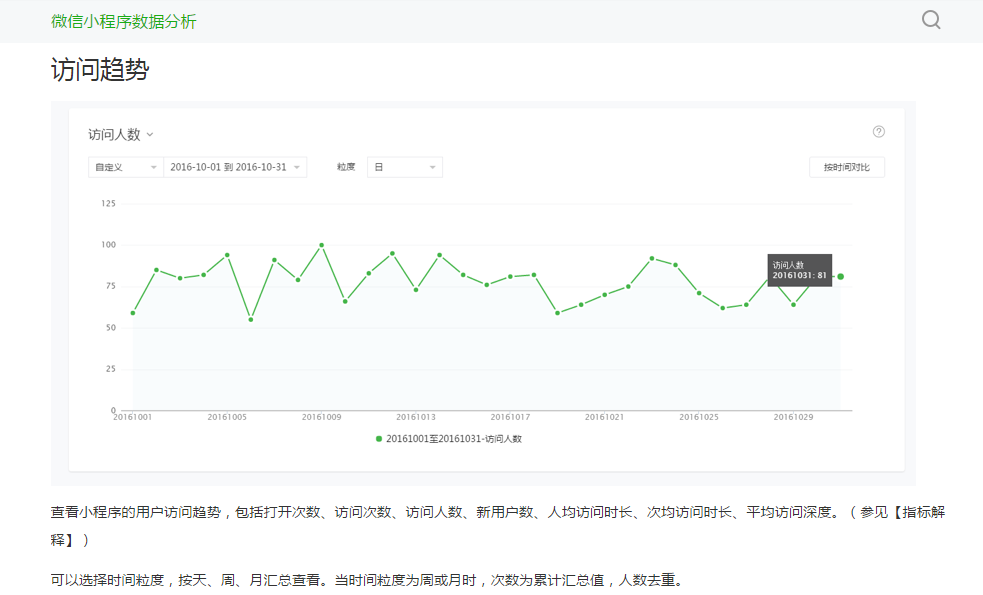 微信小程序数据分析
访问趋势
访问人数
自定义 2016-10-01 到 2016-10-31 粒度 日 按时间对比
125
100
75
50
25
0
访问人数
20161031: 81
20161001 20161005 20161009 20161013 20161017 20161021 20161025 20161029
20161001至20161031-访问人数
查看小程序的用户访问趋势，包括打开次数、访问次数、访问人数、新用户数、人均访问时长、次均访问时长、平均访问深度。（参见【指标解
释】）
可以选择时间粒度，按天、周、月汇总查看。当时间粒度为周或月时，次数为累计汇总值，人数去重。